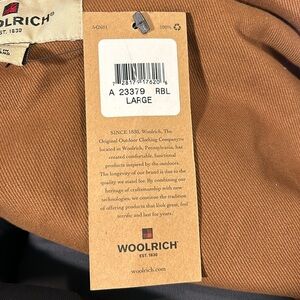 OLRICH
EST. 1830
100%
A 23379 RBL
LARGE
SINCE 1830, Woolrich, The
Original Outdoor Clothing Company®
located in Woolrich, Pennsylvania, has
created comfortable, functional
products inspired by the outdoors.
The longevity of our brand is due to the
quality we stand for. By combining our
heritage of craftsmanship with new
technologies, we continue the tradition
of offering products that look great, feel
terrific and last for years.
WOOLRICH
EST. 1830
woolrich.com